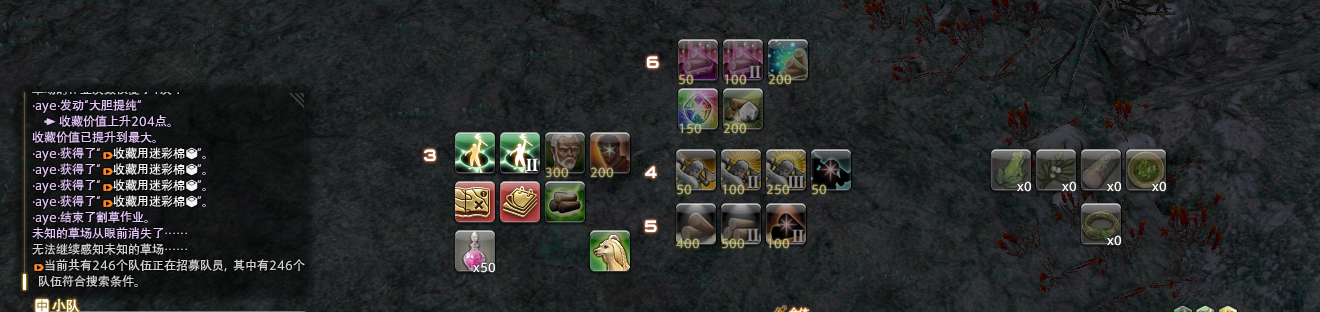 ·aye·发动“大胆提纯”
收藏价值上升204点。
收藏价值已提升到最大。
·aye·获得了“收藏用迷彩棉”。
·aye·获得了“收藏用迷彩棉”。
·aye·获得了“收藏用迷彩棉”。
·aye·获得了“收藏用迷彩棉”。
·aye·结束了割草作业。
未知的草场从眼前消失了……
无法继续感知未知的草场……
当前共有246个队伍正在招募队员, 其中有246个
队伍符合搜索条件。
小队
3
II
300
200
x50
6
50
100 II
200
150
200
4
50
100 II
250 III
50
5
400
500 II
100 II
x0
x0
x0
x0
x0